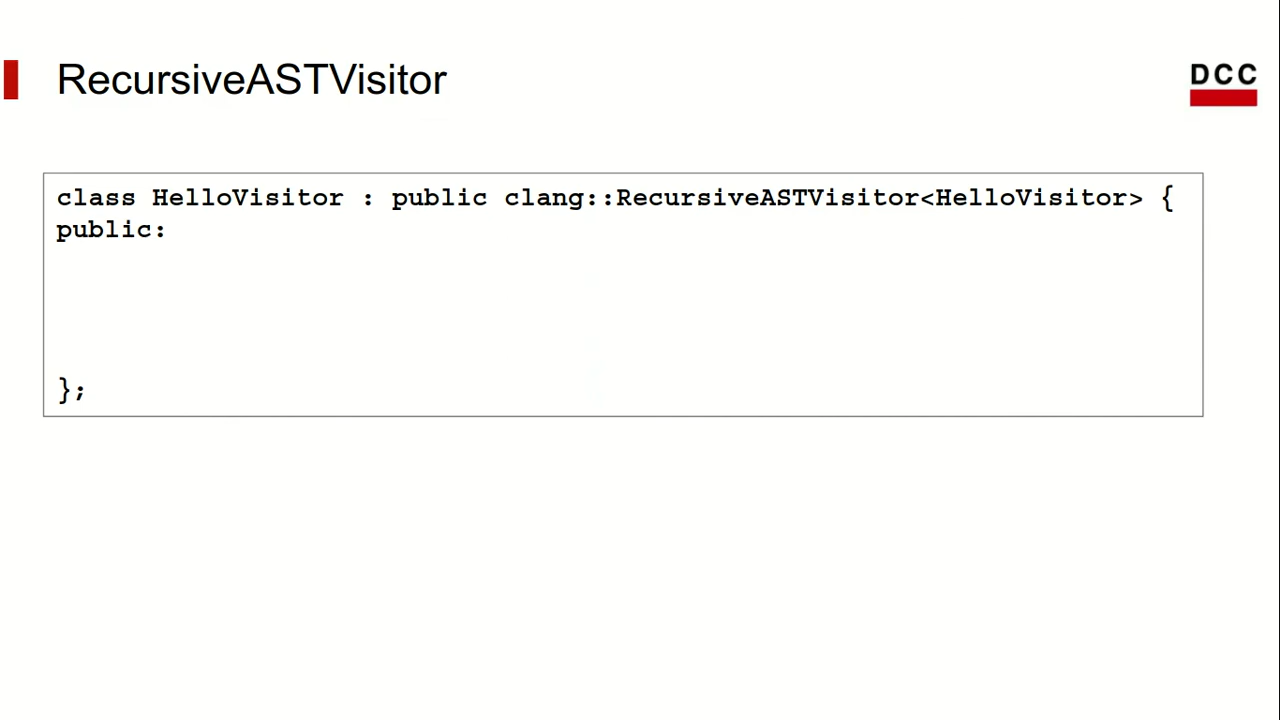 RecursiveASTVisitor
DCC
class HelloVisitor : public clang::RecursiveASTVisitor<HelloVisitor> {
public:
};